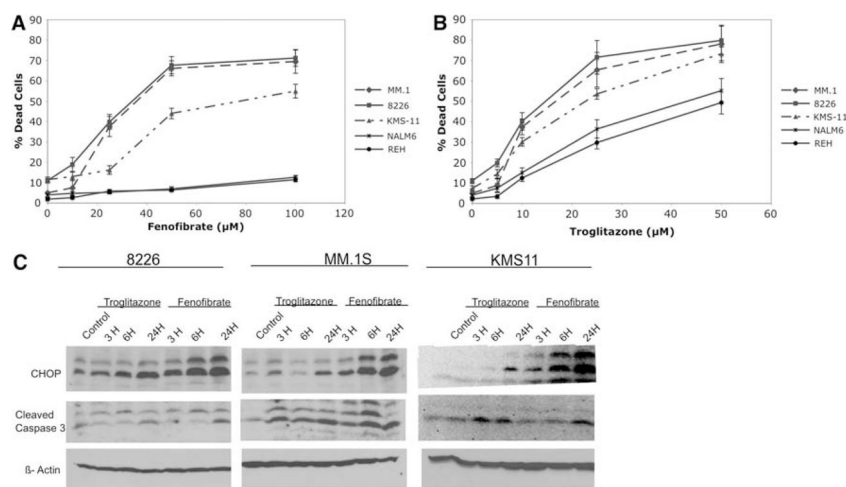 A
90
80
70
60
50
40
30
20
10
0
% Dead Cells
0 20 40 60 80 100 120
Fenofibrate (µM)
MM.1
8226
KMS-11
NALM6
REH
B
90
80
70
60
50
40
30
20
10
0
% Dead Cells
0 10 20 30 40 50 60
Troglitazone (µM)
MM.1
8226
KMS-11
NALM6
REH
C
8226 MM.1S KMS11
Troglitazone Fenofibrate Troglitazone Fenofibrate Troglitazone Fenofibrate
Control 3 H 6H 24H 3 H 6H 24H Control 3 H 6H 24H 3 H 6H 24H Control 3 H 6H 24H 3 H 6H 24H
CHOP
Cleaved
Caspase 3
ß- Actin